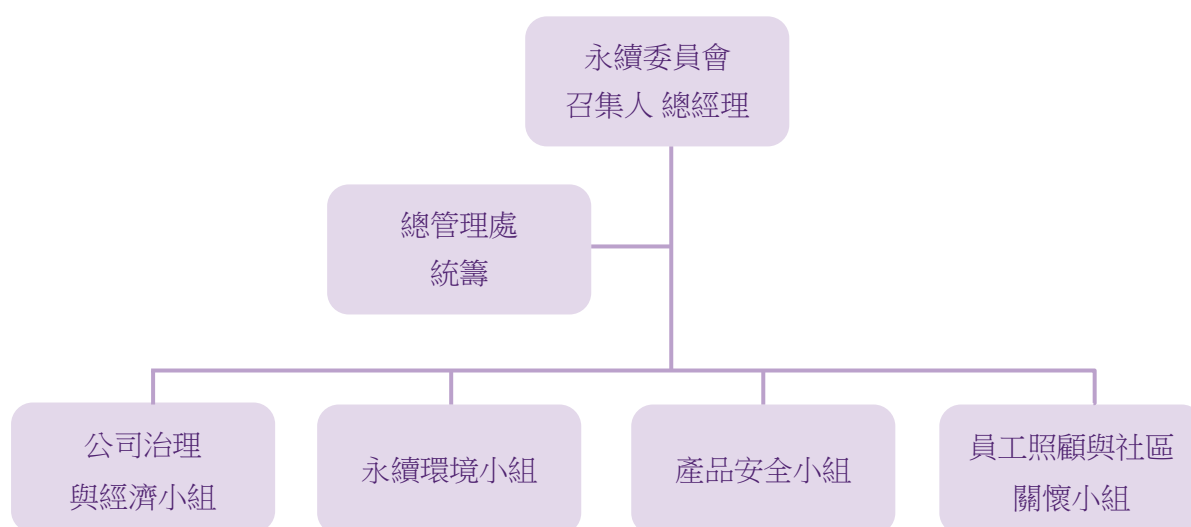 永續委員會
召集人 總經理
總管理處
統籌
公司治理
與經濟小組
永續環境小組
產品安全小組
員工照顧與社區
關懷小組